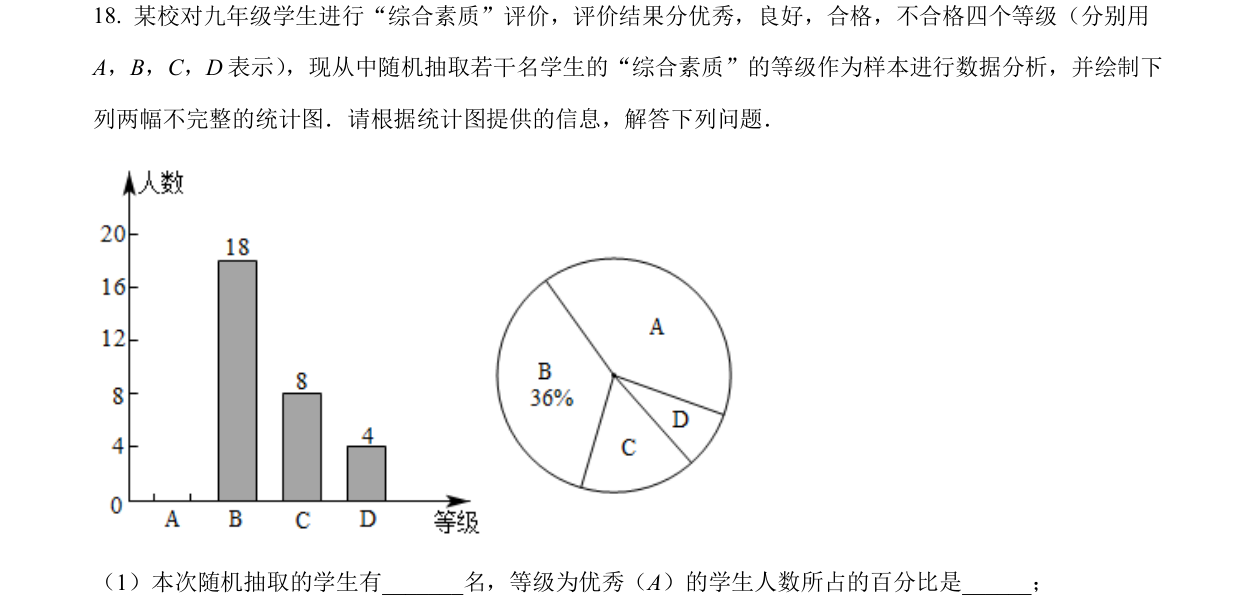 18. 某校对九年级学生进行“综合素质”评价，评价结果分优秀，良好，合格，不合格四个等级（分别用
A，B，C，D 表示），现从中随机抽取若干名学生的“综合素质”的等级作为样本进行数据分析，并绘制下
列两幅不完整的统计图．请根据统计图提供的信息，解答下列问题．
人数
20
16
12
8
4
0
18
8
4
A B C D 等级
A
B
36%
C
D
（1）本次随机抽取的学生有_______名，等级为优秀（A）的学生人数所占的百分比是______；